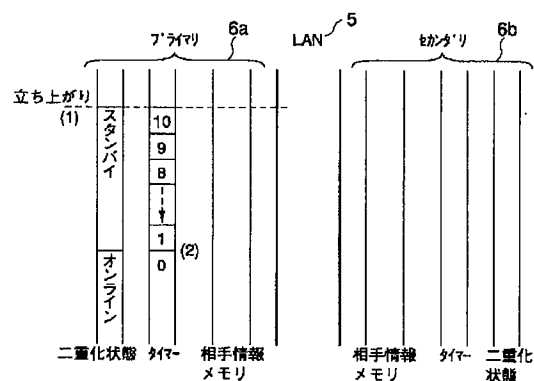 5
6a
6b
プライマリ
LAN
セカンダリ
立ち上がり
(1)
スタンバイ
10
9
8
1
(2)
オンライン
0
二重化状態
タイマー
相手情報
メモリ
相手情報
メモリ
タイマー
二重化
状態